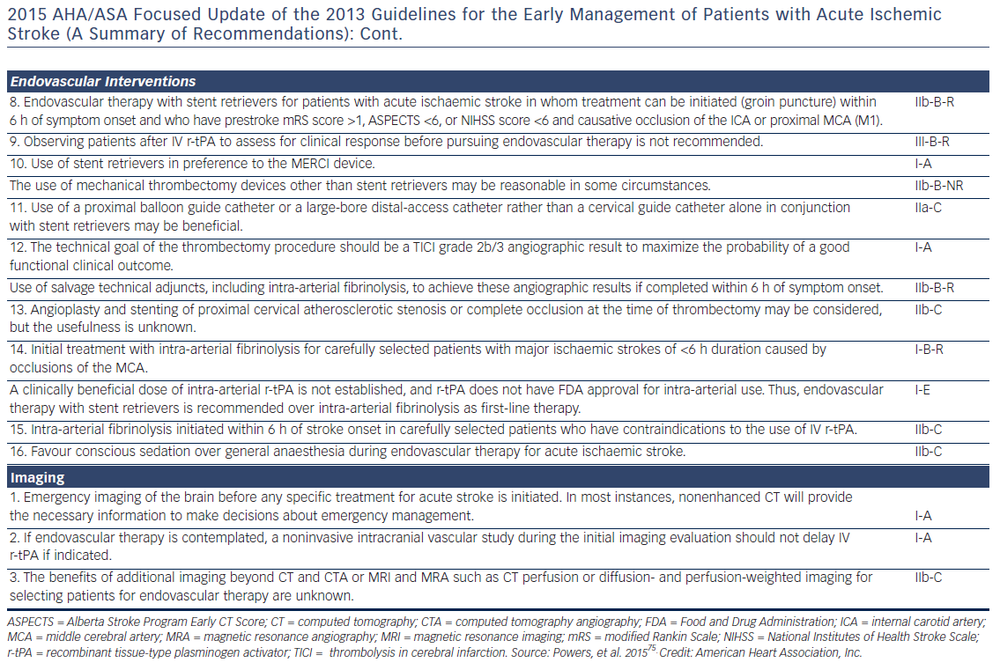 2015 AHA/ASA Focused Update of the 2013 Guidelines for the Early Management of Patients with Acute Ischemic
Stroke (A Summary of Recommendations): Cont.
Endovascular Interventions
8. Endovascular therapy with stent retrievers for patients with acute ischaemic stroke in whom treatment can be initiated (groin puncture) within IIb-B-R
6 h of symptom onset and who have prestroke mRS score >1, ASPECTS <6, or NIHSS score <6 and causative occlusion of the ICA or proximal MCA (M1).
9. Observing patients after IV r-tPA to assess for clinical response before pursuing endovascular therapy is not recommended. III-B-R
10. Use of stent retrievers in preference to the MERCI device. I-A
The use of mechanical thrombectomy devices other than stent retrievers may be reasonable in some circumstances. IIb-B-NR
11. Use of a proximal balloon guide catheter or a large-bore distal-access catheter rather than a cervical guide catheter alone in conjunction IIa-C
with stent retrievers may be beneficial.
12. The technical goal of the thrombectomy procedure should be a TICI grade 2b/3 angiographic result to maximize the probability of a good I-A
functional clinical outcome.
Use of salvage technical adjuncts, including intra-arterial fibrinolysis, to achieve these angiographic results if completed within 6 h of symptom onset. IIb-B-R
13. Angioplasty and stenting of proximal cervical atherosclerotic stenosis or complete occlusion at the time of thrombectomy may be considered, IIb-C
but the usefulness is unknown.
14. Initial treatment with intra-arterial fibrinolysis for carefully selected patients with major ischaemic strokes of <6 h duration caused by I-B-R
occlusions of the MCA.
A clinically beneficial dose of intra-arterial r-tPA is not established, and r-tPA does not have FDA approval for intra-arterial use. Thus, endovascular I-E
therapy with stent retrievers is recommended over intra-arterial fibrinolysis as first-line therapy.
15. Intra-arterial fibrinolysis initiated within 6 h of stroke onset in carefully selected patients who have contraindications to the use of IV r-tPA. IIb-C
16. Favour conscious sedation over general anaesthesia during endovascular therapy for acute ischaemic stroke. IIb-C
Imaging
1. Emergency imaging of the brain before any specific treatment for acute stroke is initiated. In most instances, nonenhanced CT will provide
the necessary information to make decisions about emergency management. I-A
2. If endovascular therapy is contemplated, a noninvasive intracranial vascular study during the initial imaging evaluation should not delay IV I-A
r-tPA if indicated.
3. The benefits of additional imaging beyond CT and CTA or MRI and MRA such as CT perfusion or diffusion- and perfusion-weighted imaging for IIb-C
selecting patients for endovascular therapy are unknown.
ASPECTS = Alberta Stroke Program Early CT Score; CT = computed tomography; CTA = computed tomography angiography; FDA = Food and Drug Administration; ICA = internal carotid artery;
MCA = middle cerebral artery; MRA = magnetic resonance angiography; MRI = magnetic resonance imaging; mRS = modified Rankin Scale; NIHSS = National Institutes of Health Stroke Scale;
r-tPA = recombinant tissue-type plasminogen activator; TICI = thrombolysis in cerebral infarction. Source: Powers, et al. 2015⁷⁵ Credit: American Heart Association, Inc.